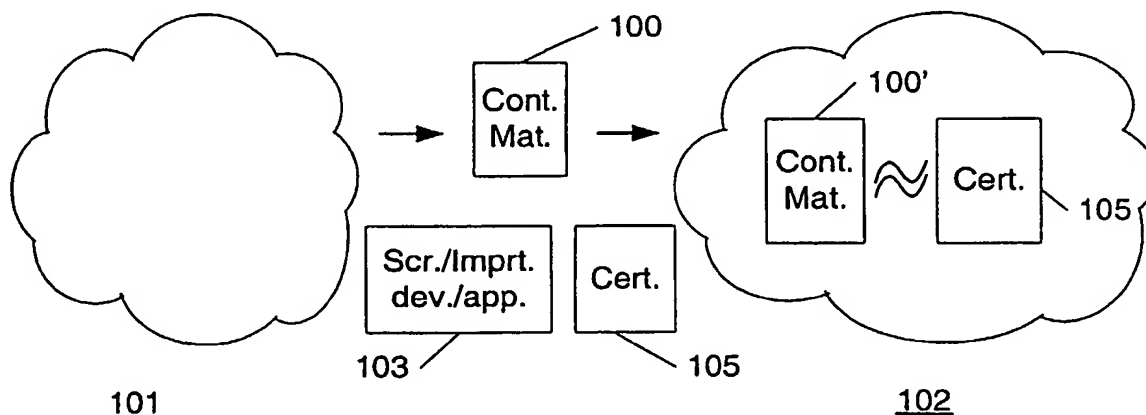 100
Cont.
Mat.
100'
Cont.
Mat.
Cert.
105
Scr./Imprt.
dev./app.
Cert.
103
105
101
102